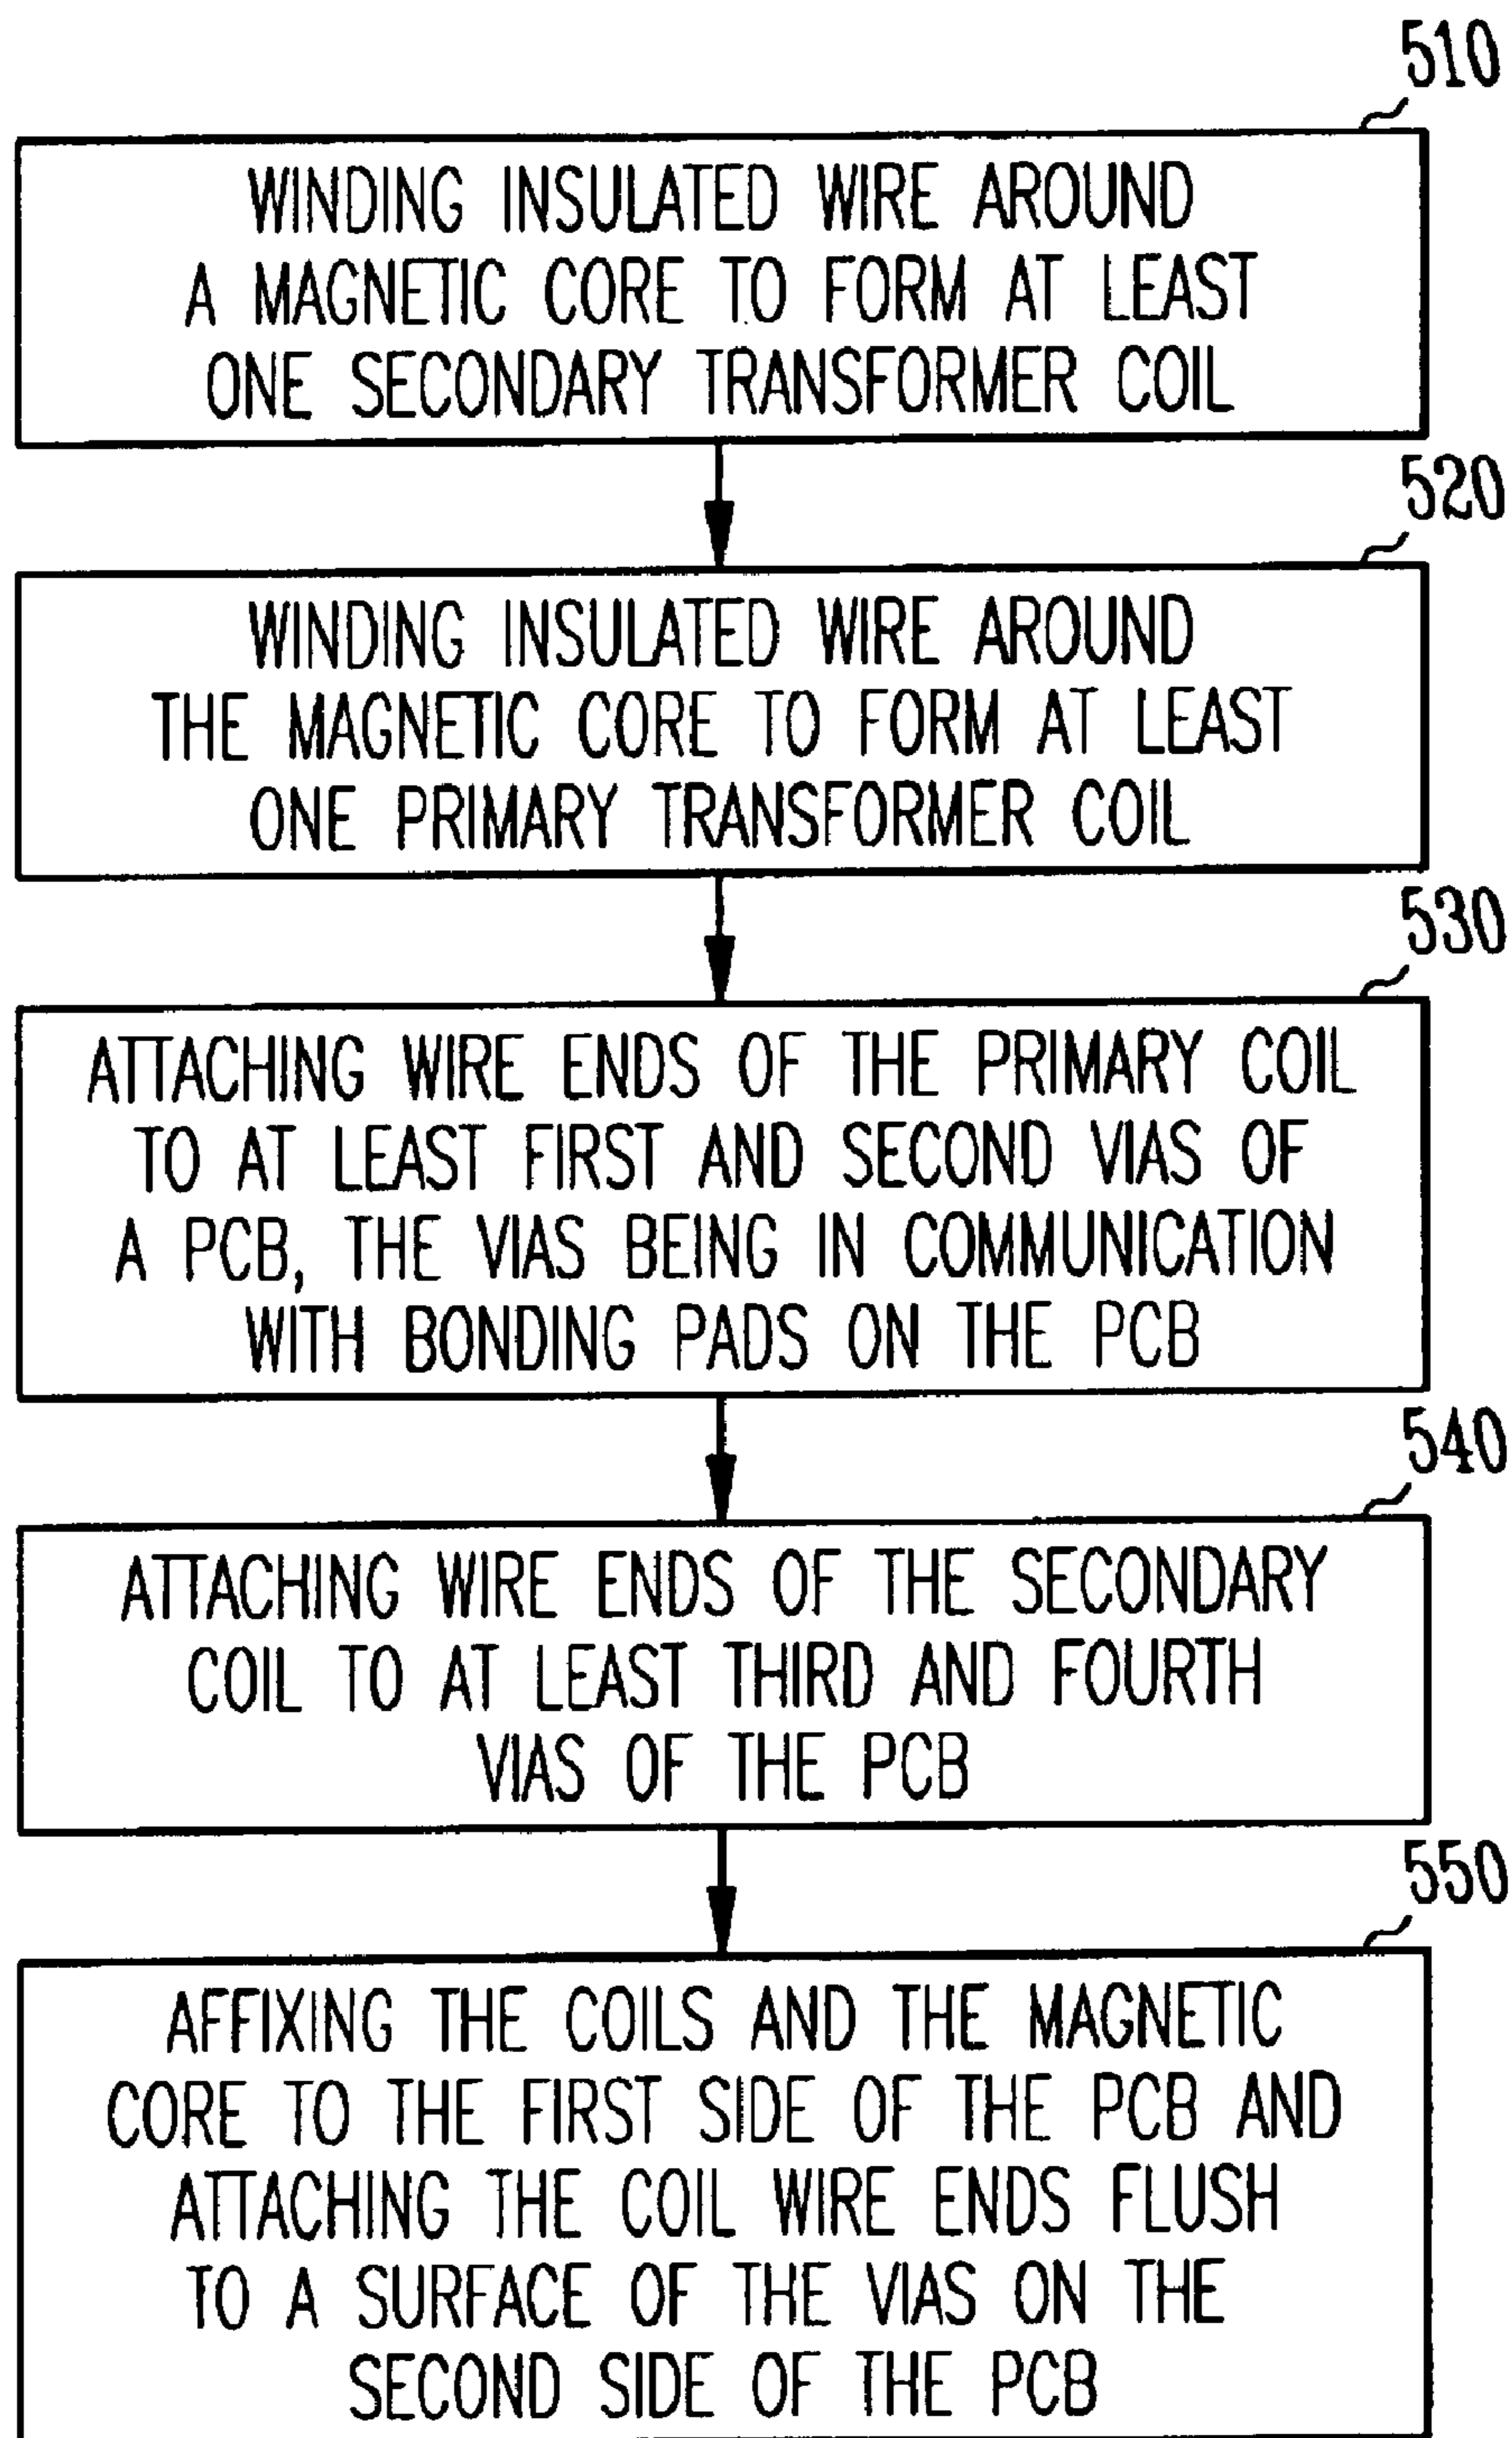 510
WINDING INSULATED WIRE AROUND
A MAGNETIC CORE TO FORM AT LEAST
ONE SECONDARY TRANSFORMER COIL
520
WINDING INSULATED WIRE AROUND
THE MAGNETIC CORE TO FORM AT LEAST
ONE PRIMARY TRANSFORMER COIL
530
ATTACHING WIRE ENDS OF THE PRIMARY COIL
TO AT LEAST FIRST AND SECOND VIAS OF
A PCB, THE VIAS BEING IN COMMUNICATION
WITH BONDING PADS ON THE PCB
540
ATTACHING WIRE ENDS OF THE SECONDARY
COIL TO AT LEAST THIRD AND FOURTH
VIAS OF THE PCB
550
AFFIXING THE COILS AND THE MAGNETIC
CORE TO THE FIRST SIDE OF THE PCB AND
ATTACHING THE COIL WIRE ENDS FLUSH
TO A SURFACE OF THE VIAS ON THE
SECOND SIDE OF THE PCB